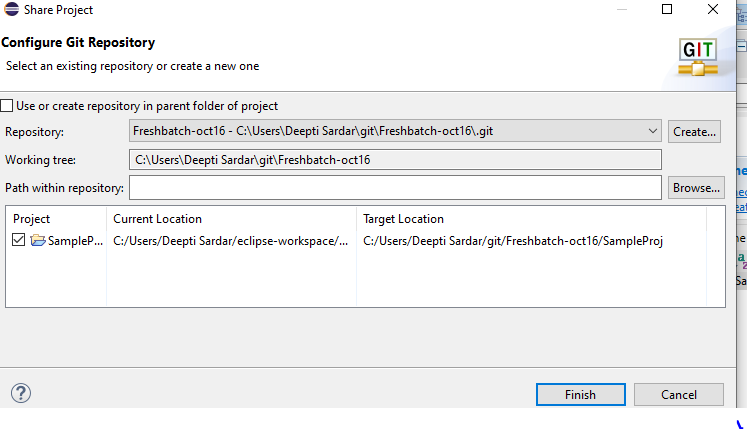 Share Project
Configure Git Repository
Select an existing repository or create a new one
GIT
Use or create repository in parent folder of project
Repository: Freshbatch-oct16 - C:\Users\Deepti Sardar\git\Freshbatch-oct16\.git Create...
Working tree: C:\Users\Deepti Sardar\git\Freshbatch-oct16
Path within repository: Browse...
Project Current Location Target Location
SampleP... C:/Users/Deepti Sardar/eclipse-workspace/... C:/Users/Deepti Sardar/git/Freshbatch-oct16/SampleProj
? Finish Cancel